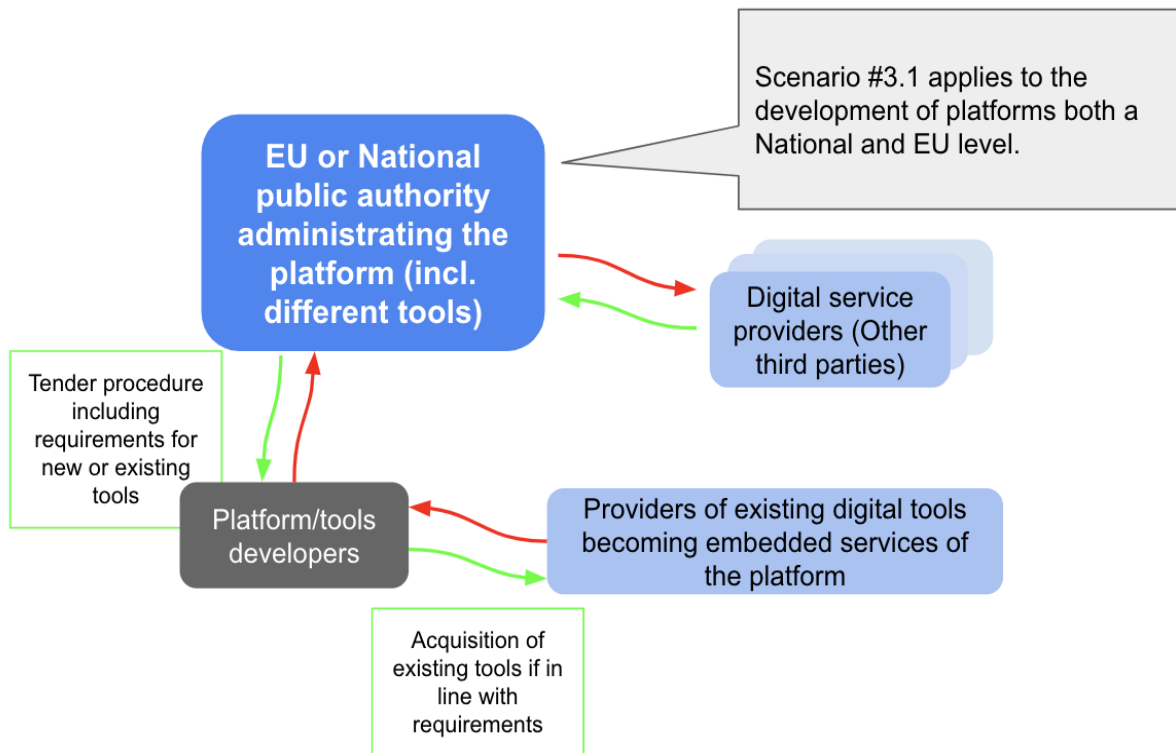 Scenario #3.1 applies to the
development of platforms both a
National and EU level.
EU or National
public authority
administrating the
platform (incl.
different tools)
Digital service
providers (Other
third parties)
Tender procedure
including
requirements for
new or existing
tools
Platform/tools
developers
Providers of existing digital tools
becoming embedded services of
the platform
Acquisition of
existing tools if in
line with
requirements